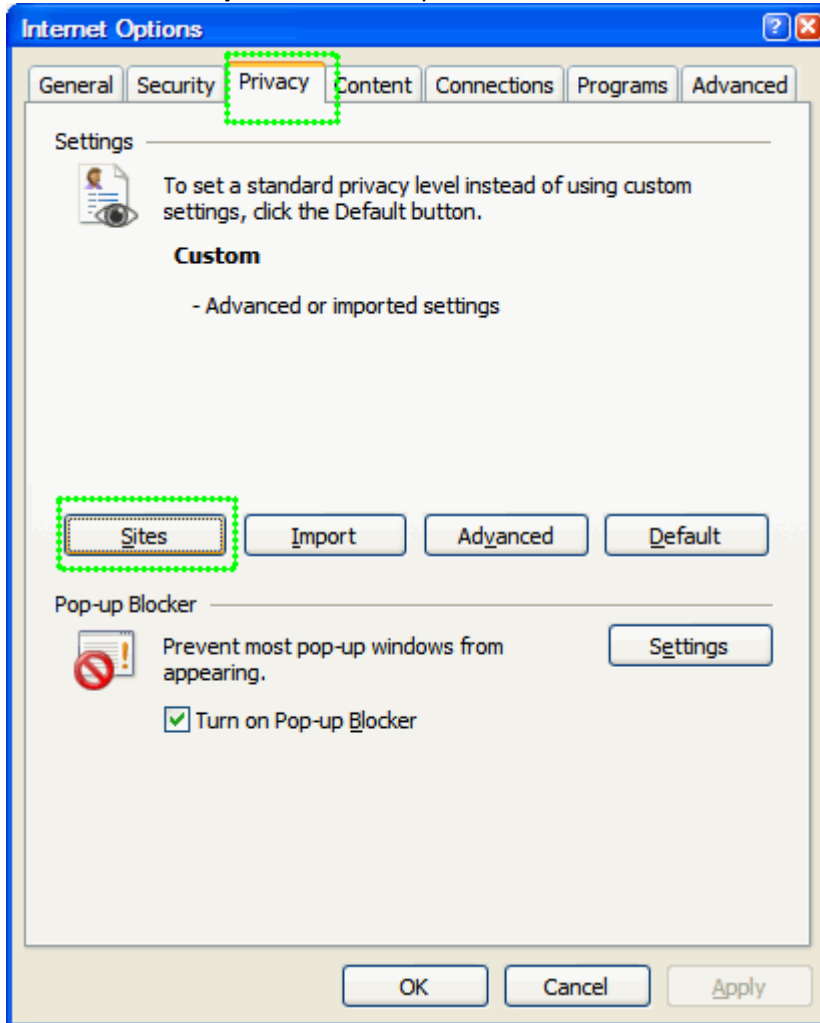 Internet Options
General Security Privacy Content Connections Programs Advanced
Settings
To set a standard privacy level instead of using custom
settings, click the Default button.
Custom
- Advanced or imported settings
Sites Import Advanced Default
Pop-up Blocker
Prevent most pop-up windows from Settings
appearing.
Turn on Pop-up Blocker
OK Cancel Apply